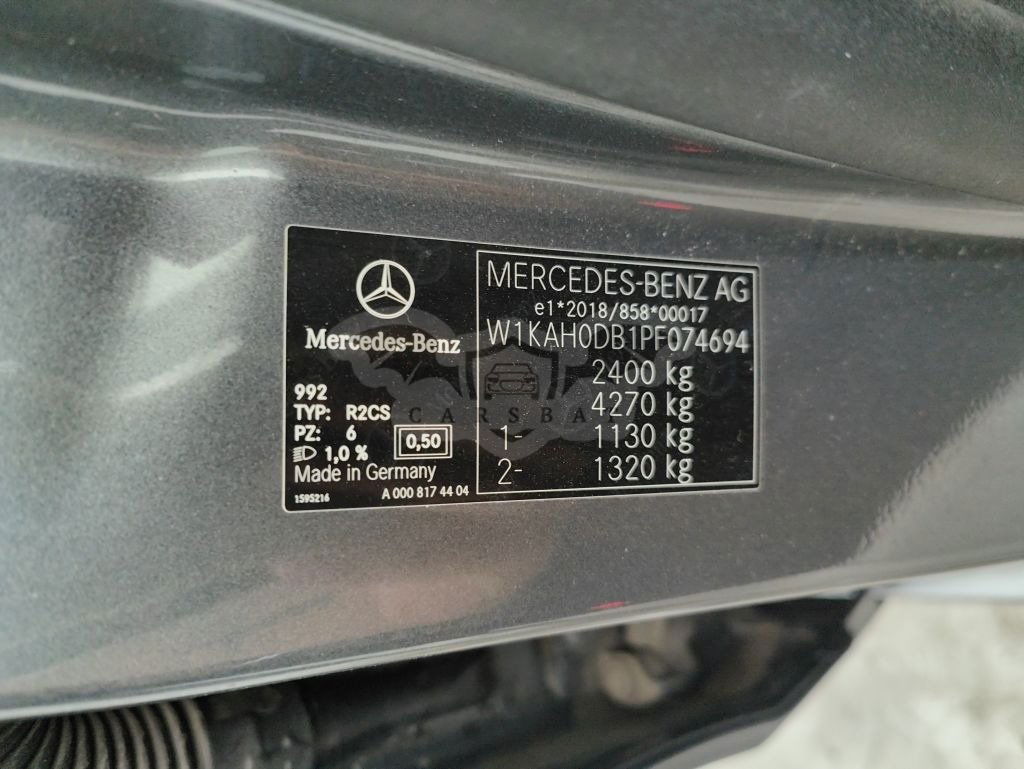 Mercedes-Benz
992
TYP: R2CS
PZ: 6
1,0 %
0,50
Made in Germany
1595216
A 000 817 44 04
MERCEDES-BENZ AG
e1*2018/858*00017
W1KAH0DB1PF074694
2400 kg
4270 kg
1- 1130 kg
2- 1320 kg